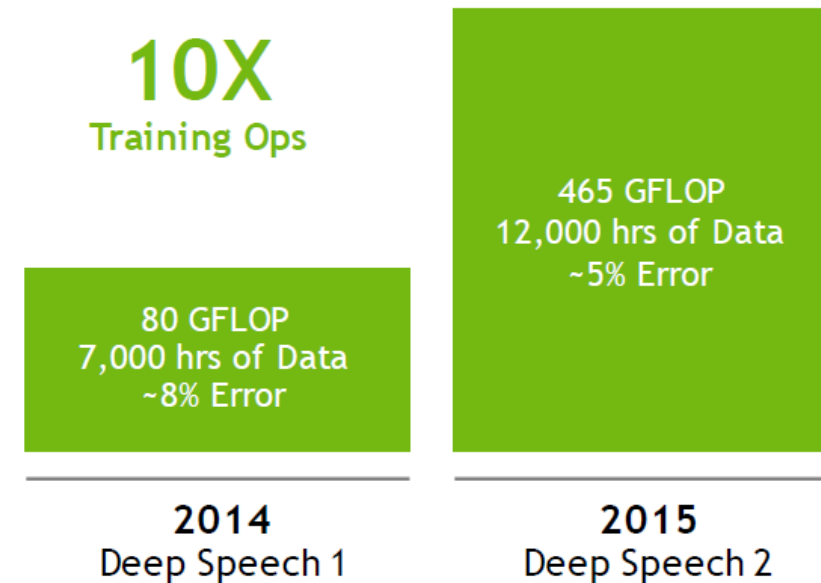 10X
Training Ops
80 GFLOP
7,000 hrs of Data
~8% Error
2014
Deep Speech 1
465 GFLOP
12,000 hrs of Data
~5% Error
2015
Deep Speech 2